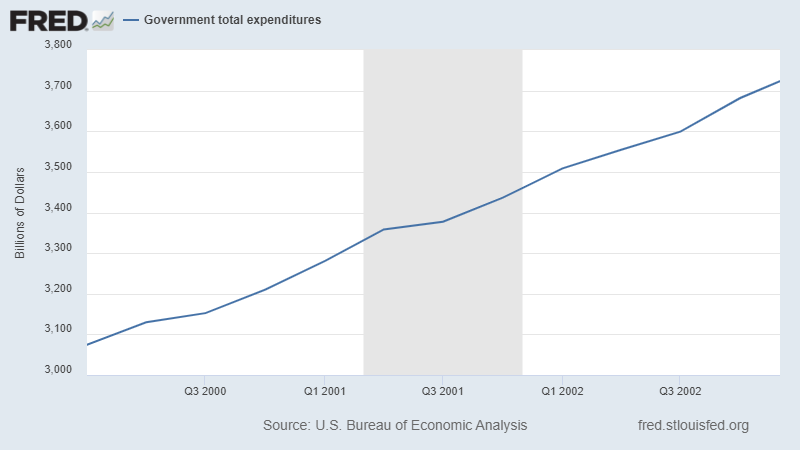 FRED
Government total expenditures
3,800
3,700
3,600
3,500
3,400
3,300
3,200
3,100
3,000
Billions of Dollars
Q3 2000 Q1 2001 Q3 2001 Q1 2002 Q3 2002
Source: U.S. Bureau of Economic Analysis
fred.stlouisfed.org